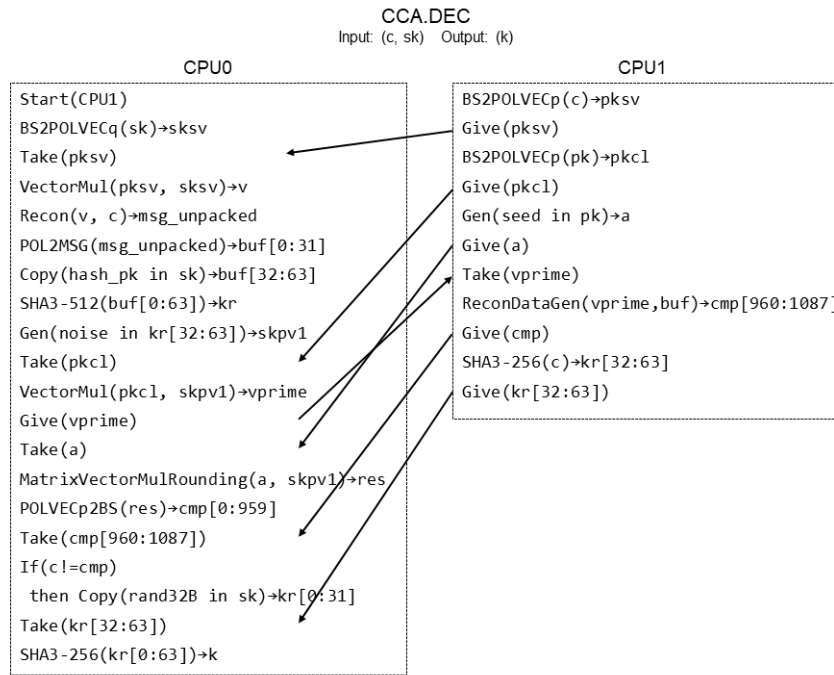 CCA.DEC
Input: (c, sk) Output: (k)
CPU0
Start(CPU1)
BS2POLVECq(sk)→sksv
Take(pksv)
VectorMul(pksv, sksv)→v
Recon(v, c)→msg_unpacked
POL2MSG(msg_unpacked)→buf[0:31]
Copy(hash_pk in sk)→buf[32:63]
SHA3-512(buf[0:63])→kr
Gen(noise in kr[32:63])→skpv1
Take(pkcl)
VectorMul(pkcl, skpv1)→vprime
Give(vprime)
Take(a)
MatrixVectorMulRounding(a, skpv1)→res
POLVECp2BS(res)→cmp[0:959]
Take(cmp[960:1087])
If(c!=cmp)
then Copy(rand32B in sk)→kr[0:31]
Take(kr[32:63])
SHA3-256(kr[0:63])→k
CPU1
BS2POLVECp(c)→pksv
Give(pksv)
BS2POLVECp(pk)→pkcl
Give(pkcl)
Gen(seed in pk)→a
Give(a)
Take(vprime)
ReconDataGen(vprime,buf)→cmp[960:1087]
Give(cmp)
SHA3-256(c)→kr[32:63]
Give(kr[32:63])